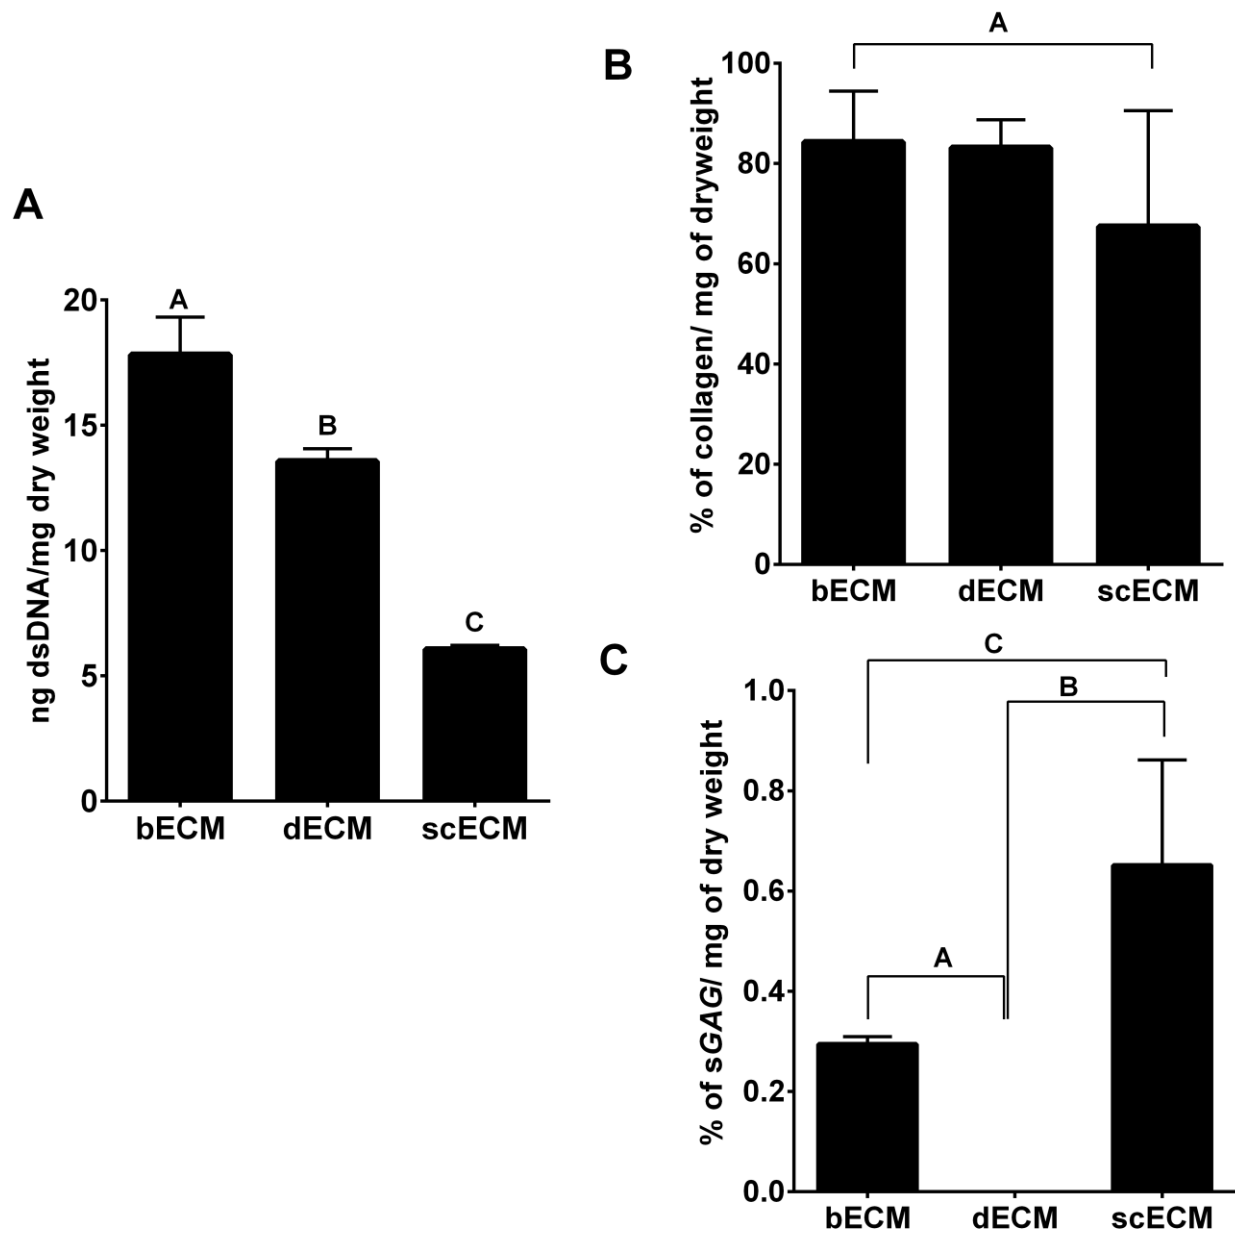 A
ng dsDNA/mg dry weight
20
15
10
5
0
A
B
C
bECM
dECM
scECM
B
% of collagen/ mg of dryweight
100
80
60
40
20
0
A
bECM
dECM
scECM
C
% of sGAG/ mg of dry weight
1.0
0.8
0.6
0.4
0.2
0.0
C
B
A
bECM
dECM
scECM